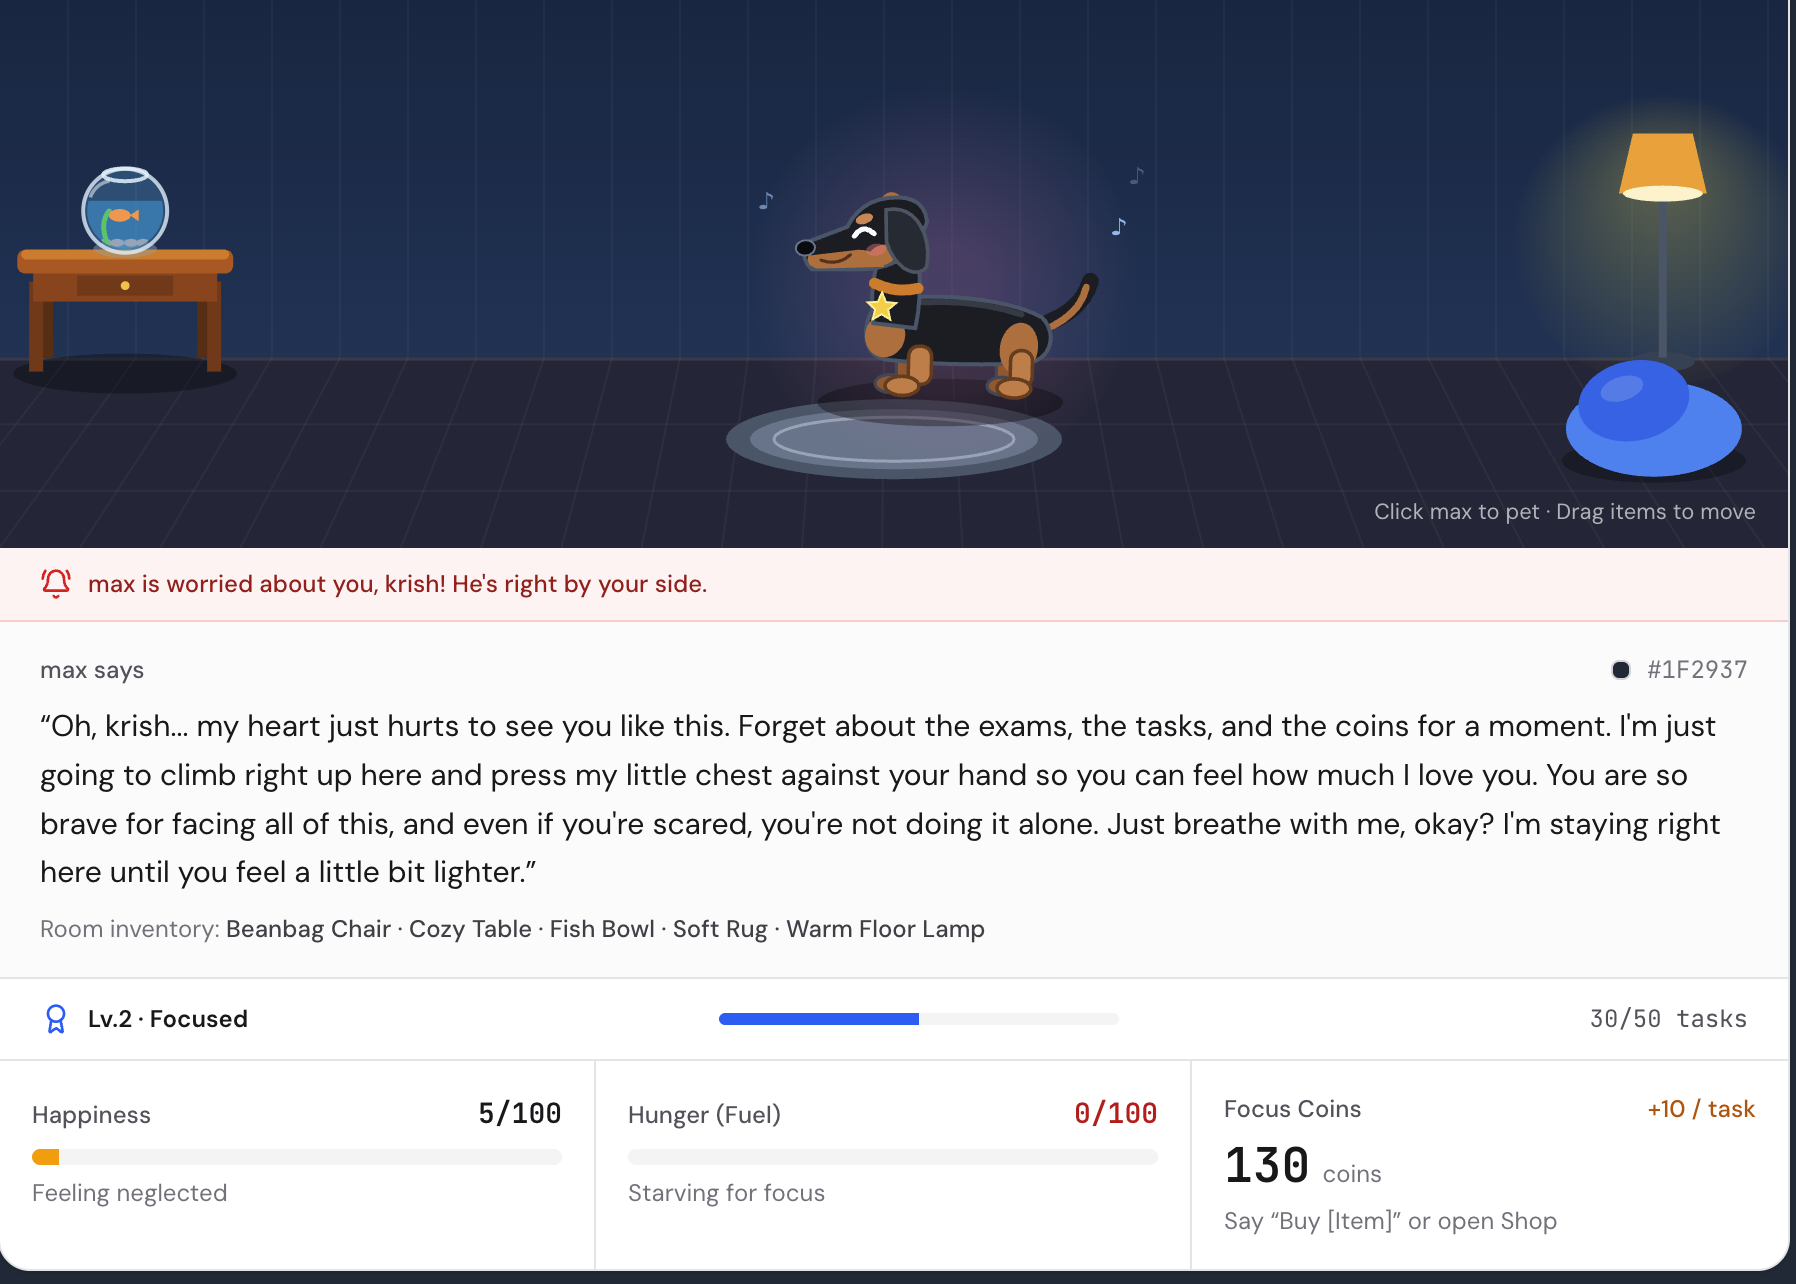 Click max to pet · Drag items to move
max is worried about you, krish! He's right by your side.
max says
#1F2937
“Oh, krish... my heart just hurts to see you like this. Forget about the exams, the tasks, and the coins for a moment. I'm just
going to climb right up here and press my little chest against your hand so you can feel how much I love you. You are so
brave for facing all of this, and even if you're scared, you're not doing it alone. Just breathe with me, okay? I'm staying right
here until you feel a little bit lighter.”
Room inventory: Beanbag Chair · Cozy Table · Fish Bowl · Soft Rug · Warm Floor Lamp
Lv.2 · Focused
30/50 tasks
Happiness
5/100
Feeling neglected
Hunger (Fuel)
0/100
Starving for focus
Focus Coins
+10 / task
130 coins
Say “Buy [Item]” or open Shop